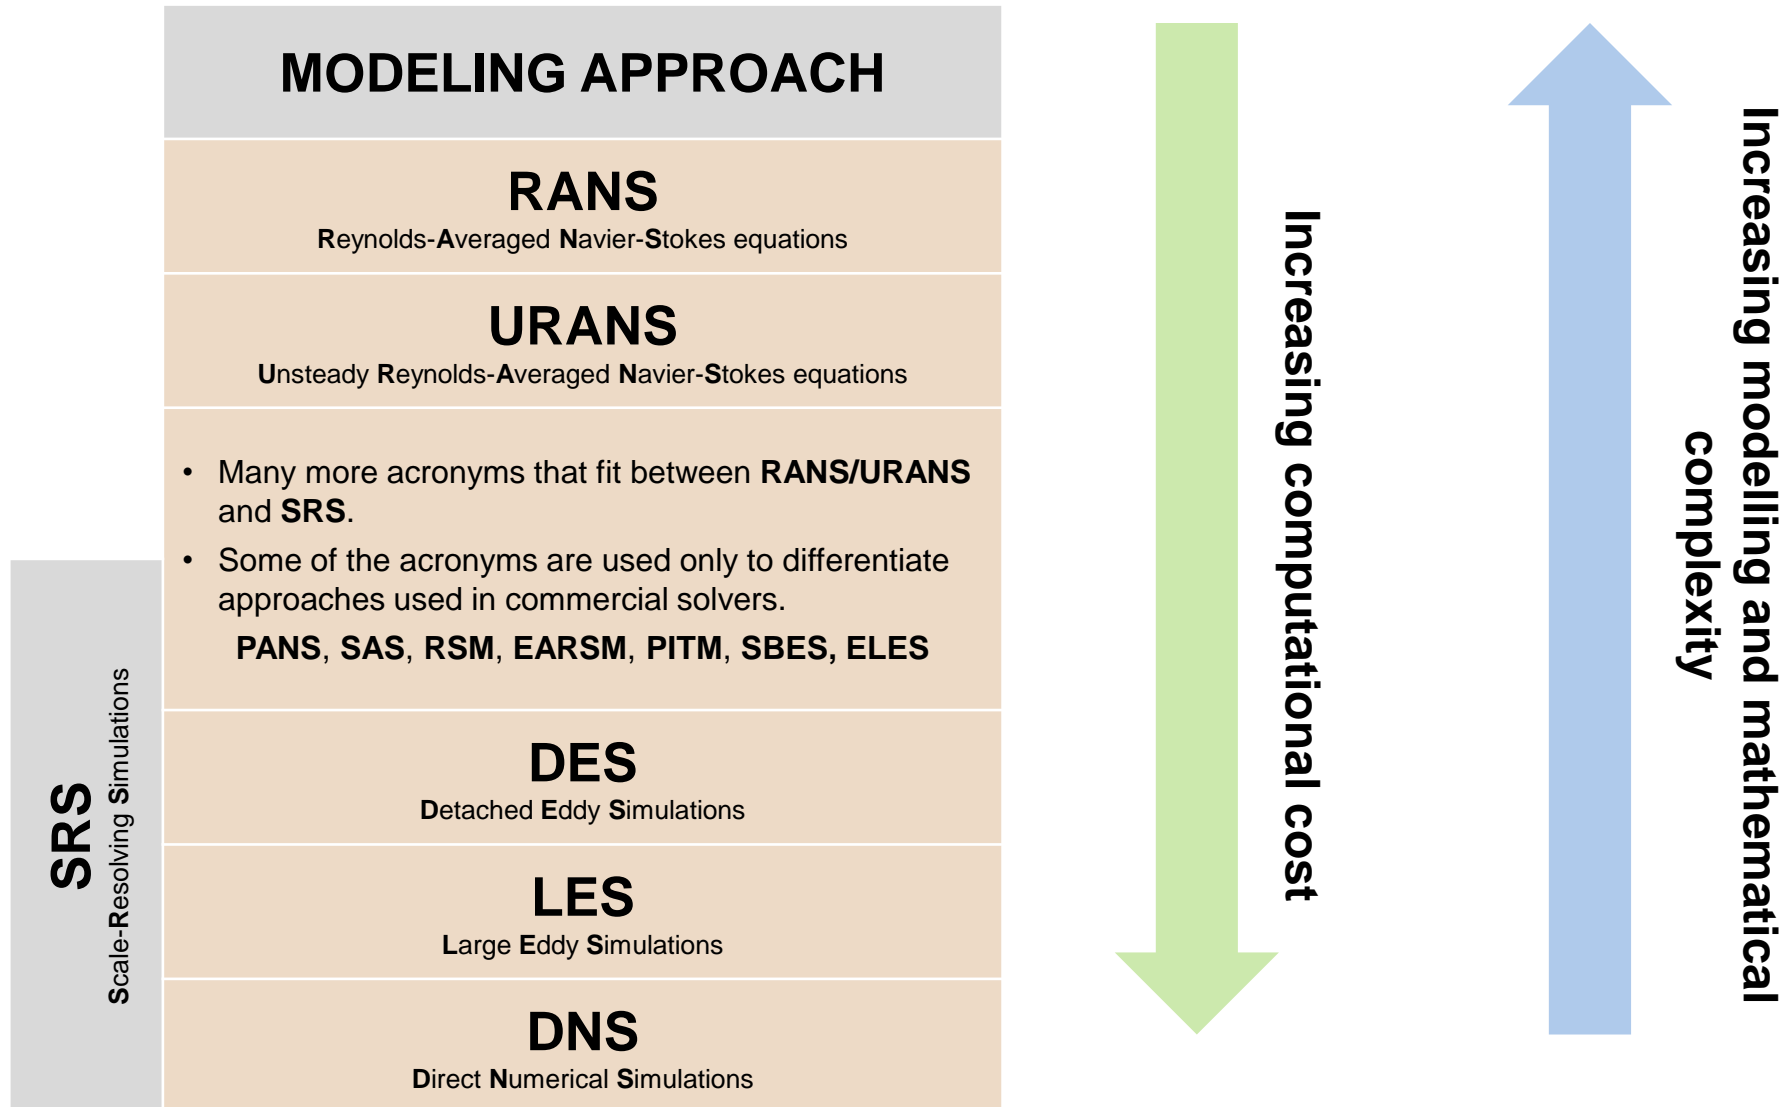 MODELING APPROACH
RANS
Reynolds-Averaged Navier-Stokes equations
URANS
Unsteady Reynolds-Averaged Navier-Stokes equations
• Many more acronyms that fit between RANS/URANS
and SRS.
• Some of the acronyms are used only to differentiate
approaches used in commercial solvers.
PANS, SAS, RSM, EARSM, PITM, SBES, ELES
DES
Detached Eddy Simulations
LES
Large Eddy Simulations
DNS
Direct Numerical Simulations
SRS
Scale-Resolving Simulations
Increasing computational cost
Increasing modelling and mathematical
complexity